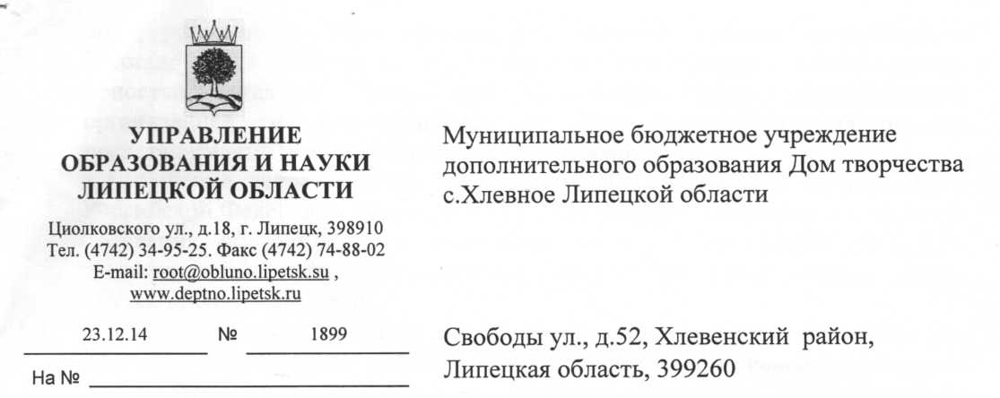 УПРАВЛЕНИЕ
ОБРАЗОВАНИЯ И НАУКИ
ЛИПЕЦКОЙ ОБЛАСТИ
Циолковского ул., д.18, г. Липецк, 398910
Тел. (4742) 34-95-25. Факс (4742) 74-88-02
E-mail: root@obluno.lipetsk.su ,
www.deptno.lipetsk.ru
23.12.14 № 1899
На №
Муниципальное бюджетное учреждение
дополнительного образования Дом творчества
с.Хлевное Липецкой области
Свободы ул., д.52, Хлевенский район,
Липецкая область, 399260